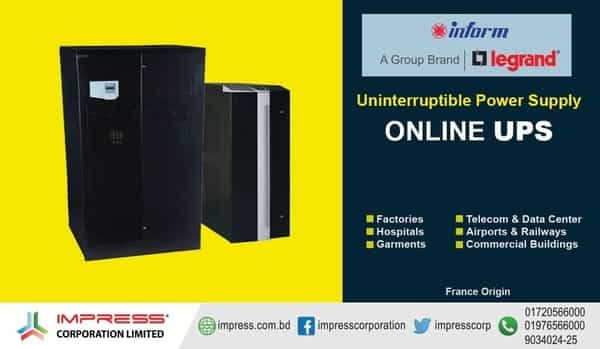 inform
A Group Brand legrand®
Uninterruptible Power Supply
ONLINE UPS
Factories
Hospitals
Garments
Telecom & Data Center
Airports & Railways
Commercial Buildings
France Origin
IMPRESS
CORPORATION LIMITED
impress.com.bd
impresscorporation
impresscorp
01720566000
01976566000
9034024-25